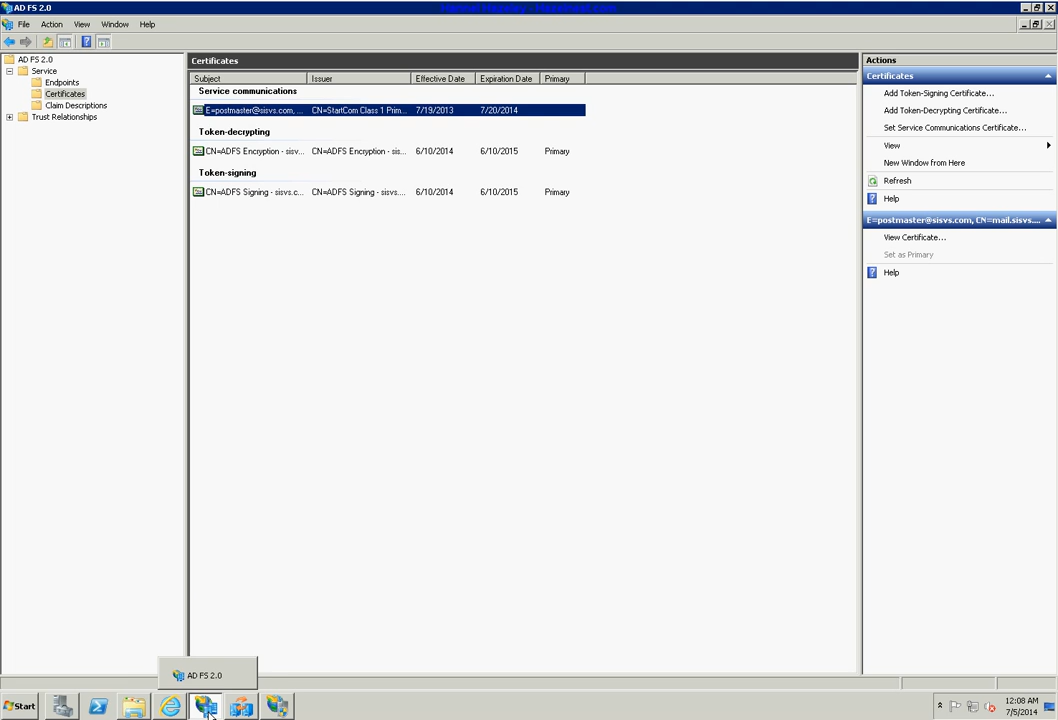 AD FS 2.0
File Action View Window Help
AD FS 2.0
Service
Endpoints
Certificates
Claim Descriptions
Trust Relationships
Certificates
Subject Issuer Effective Date Expiration Date Primary
Service communications
E=postmaster@sisvs.com, ... CN=StartCom Class 1 Prim... 7/19/2013 7/20/2014
Token-decrypting
CN=ADFS Encryption - sisv... CN=ADFS Encryption - sis... 6/10/2014 6/10/2015 Primary
Token-signing
CN=ADFS Signing - sisvs.c... CN=ADFS Signing - sisvs.... 6/10/2014 6/10/2015 Primary
Actions
Certificates
Add Token-Signing Certificate...
Add Token-Decrypting Certificate...
Set Service Communications Certificate...
View
New Window from Here
Refresh
Help
E=postmaster@sisvs.com, CN=mail.sisvs....
View Certificate...
Set as Primary
Help
AD FS 2.0
Start
12:08 AM
7/5/2014